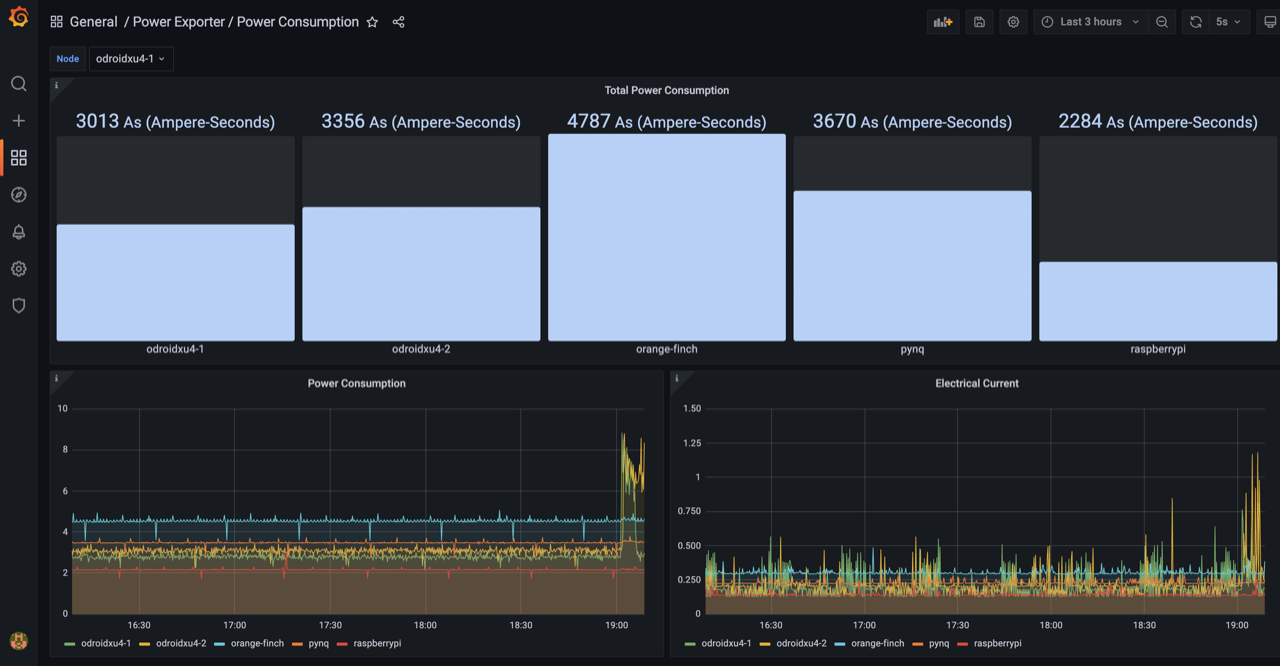 General / Power Exporter / Power Consumption
Last 3 hours
5s
Node odroidxu4-1
i
Total Power Consumption
3013 As (Ampere-Seconds) 3356 As (Ampere-Seconds) 4787 As (Ampere-Seconds) 3670 As (Ampere-Seconds) 2284 As (Ampere-Seconds)
odroidxu4-1 odroidxu4-2 orange-finch pynq raspberrypi
i
Power Consumption
10
8
6
4
2
0
16:30 17:00 17:30 18:00 18:30 19:00
odroidxu4-1 odroidxu4-2 orange-finch pynq raspberrypi
i
Electrical Current
1.50
1.25
1
0.750
0.500
0.250
0
16:30 17:00 17:30 18:00 18:30 19:00
odroidxu4-1 odroidxu4-2 orange-finch pynq raspberrypi